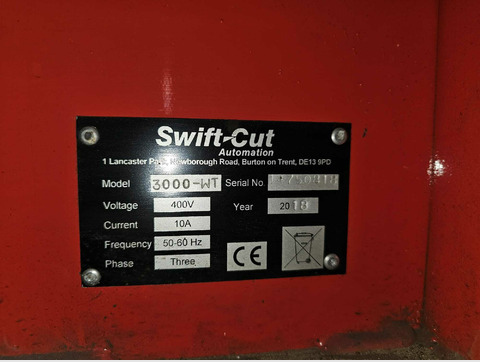 Swift-Cut
Automation
1 Lancaster Park, Newborough Road, Burton on Trent, DE13 9PD
Model 3000-WT Serial No
Voltage 400V Year 2018
Current 10A
Frequency 50-60 Hz
Phase Three
CE